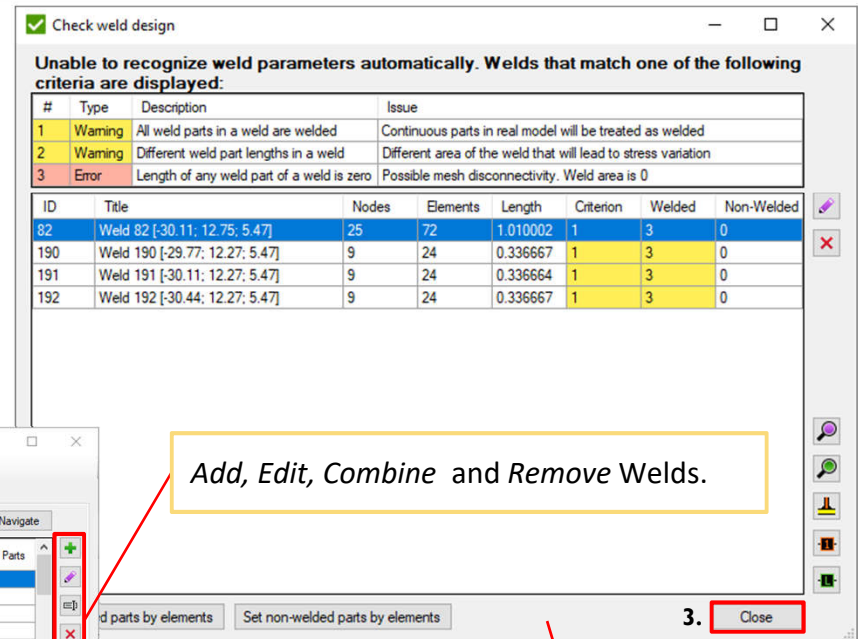 Check weld design
Unable to recognize weld parameters automatically. Welds that match one of the following
criteria are displayed:
# Type Description Issue
1 Warning All weld parts in a weld are welded Continuous parts in real model will be treated as welded
2 Warning Different weld part lengths in a weld Different area of the weld that will lead to stress variation
3 Error Length of any weld part of a weld is zero Possible mesh disconnectivity. Weld area is 0
ID Title Nodes Elements Length Criterion Welded Non-Welded
82 Weld 82 [-30.11; 12.75; 5.47] 25 72 1.010002 1 3 0
190 Weld 190 [-29.77; 12.27; 5.47] 9 24 0.336667 1 3 0
191 Weld 191 [-30.11; 12.27; 5.47] 9 24 0.336664 1 3 0
192 Weld 192 [-30.44; 12.27; 5.47] 9 24 0.336667 1 3 0
Add, Edit, Combine and Remove Welds.
Navigate
Parts
d parts by elements Set non-welded parts by elements 3. Close